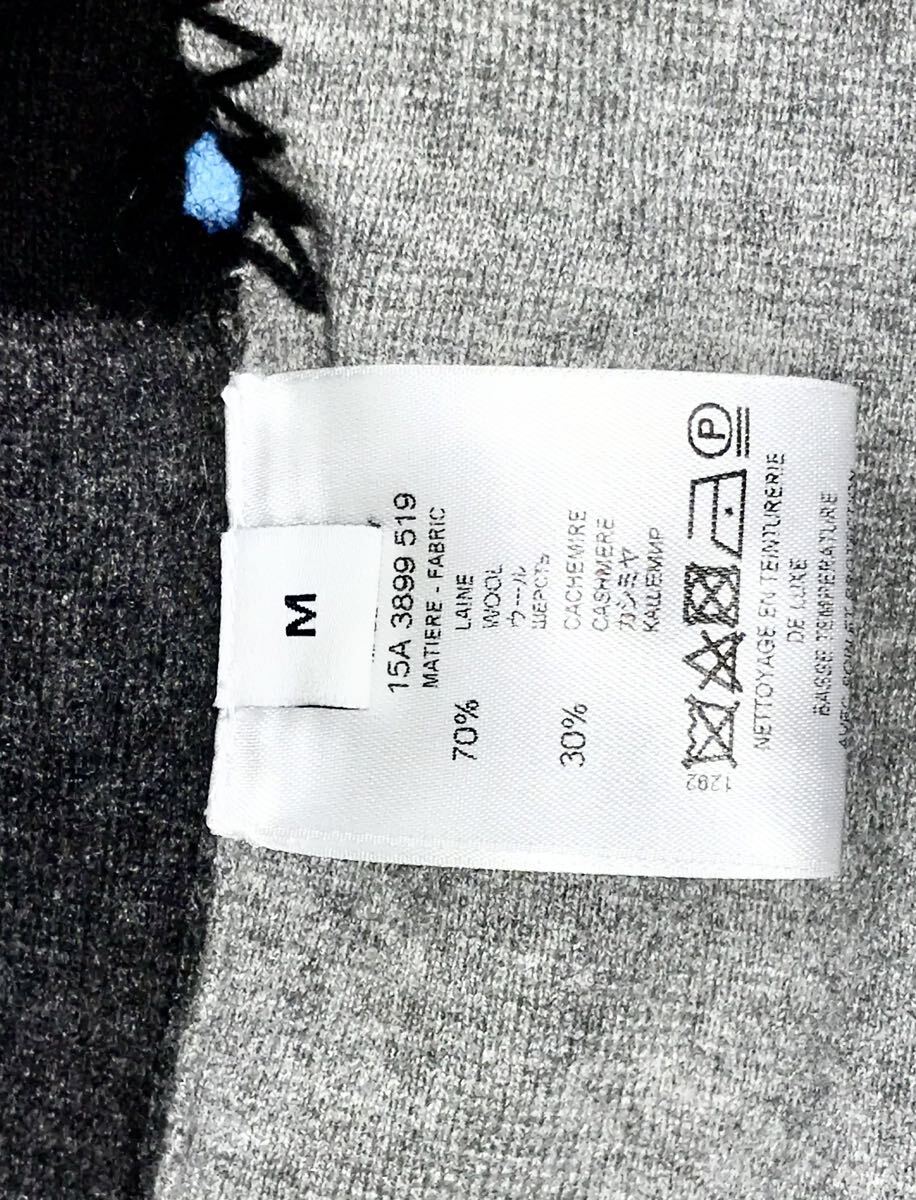 M
15A 3899 519
MATIERE - FABRIC
70% LAINE
WOOL
ウール
ШЕРСТЬ
30% CACHEMIRE
CASHMERE
カシミヤ
КАШЕМИР
P
1292
NETTOYAGE EN TEINTURERIE
DE LUXE
BASSE TEMPERATURE